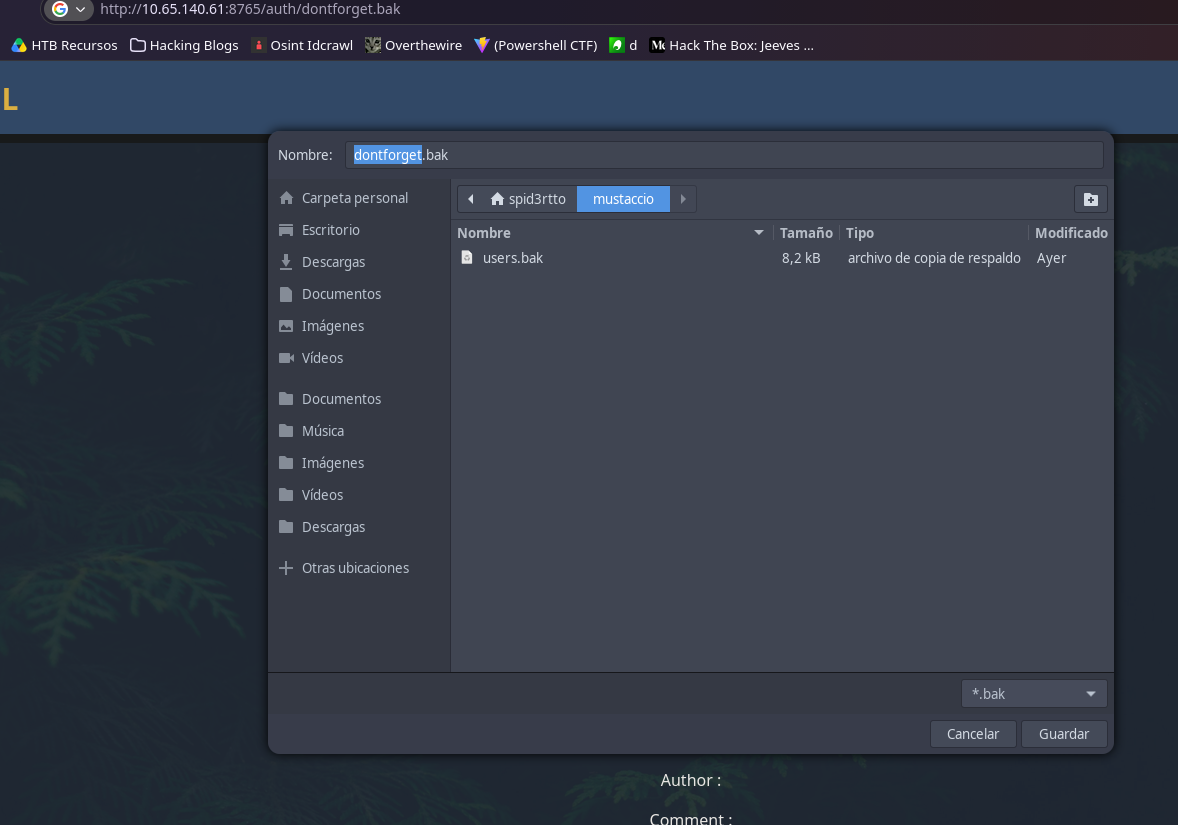 http://10.65.140.61:8765/auth/dontforget.bak
HTB Recursos Hacking Blogs Osint Idcrawl Overthewire (Powershell CTF) d Hack The Box: Jeeves ...
L
Nombre: dontforget.bak
Carpeta personal
Escritorio
Descargas
Documentos
Imágenes
Vídeos
Documentos
Música
Imágenes
Vídeos
Descargas
Otras ubicaciones
spid3rtto mustaccio
Nombre Tamaño Tipo Modificado
users.bak 8,2 kB archivo de copia de respaldo Ayer
*.bak
Cancelar Guardar
Author :
Comment :